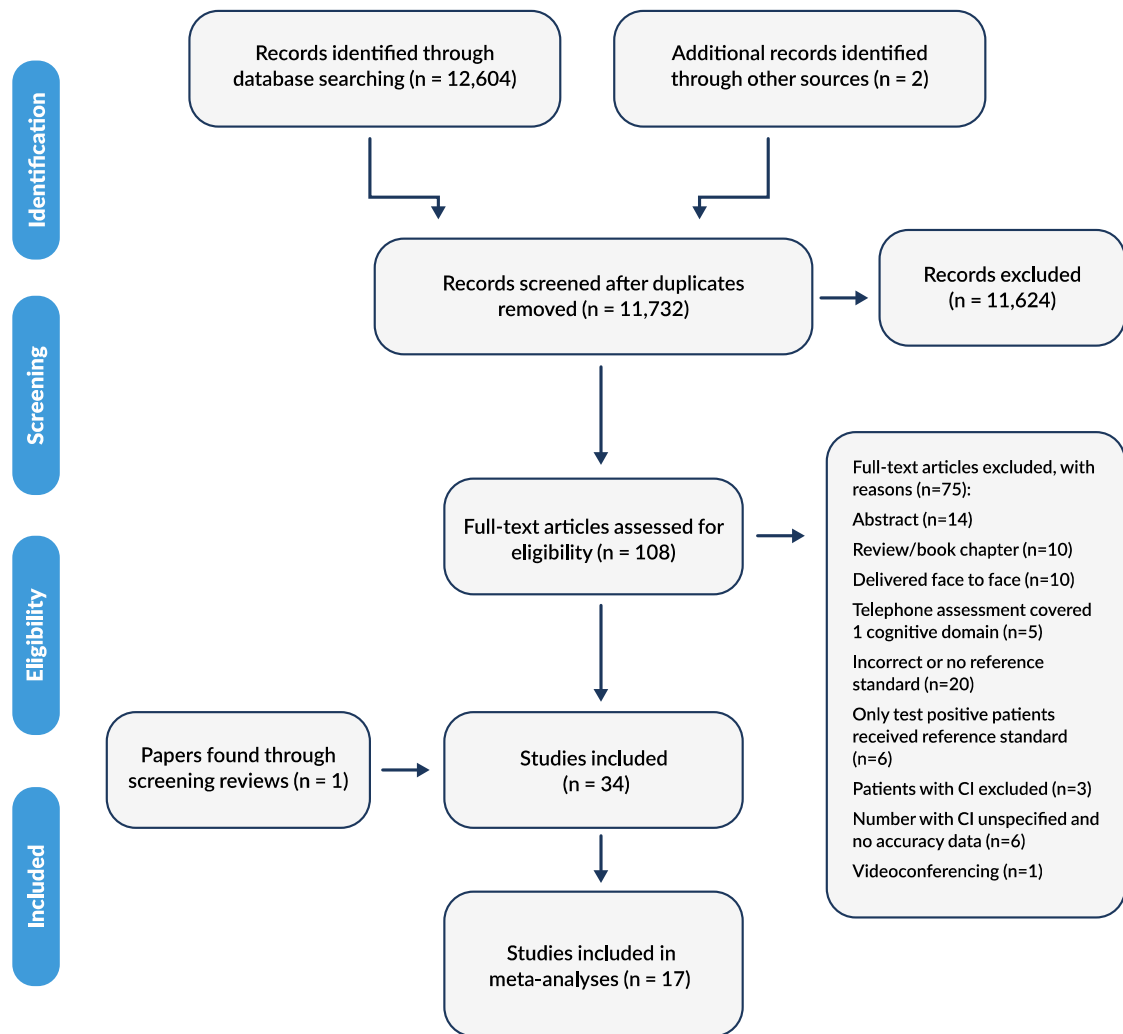 Identification
Records identified through
database searching (n = 12,604)
Additional records identified
through other sources (n = 2)
Records screened after duplicates
removed (n = 11,732)
Records excluded
(n = 11,624)
Screening
Full-text articles assessed for
eligibility (n = 108)
Full-text articles excluded, with
reasons (n=75):
Abstract (n=14)
Review/book chapter (n=10)
Delivered face to face (n=10)
Telephone assessment covered
1 cognitive domain (n=5)
Incorrect or no reference
standard (n=20)
Only test positive patients
received reference standard
(n=6)
Patients with CI excluded (n=3)
Number with CI unspecified and
no accuracy data (n=6)
Videoconferencing (n=1)
Eligibility
Papers found through
screening reviews (n = 1)
Studies included
(n = 34)
Included
Studies included in
meta-analyses (n = 17)